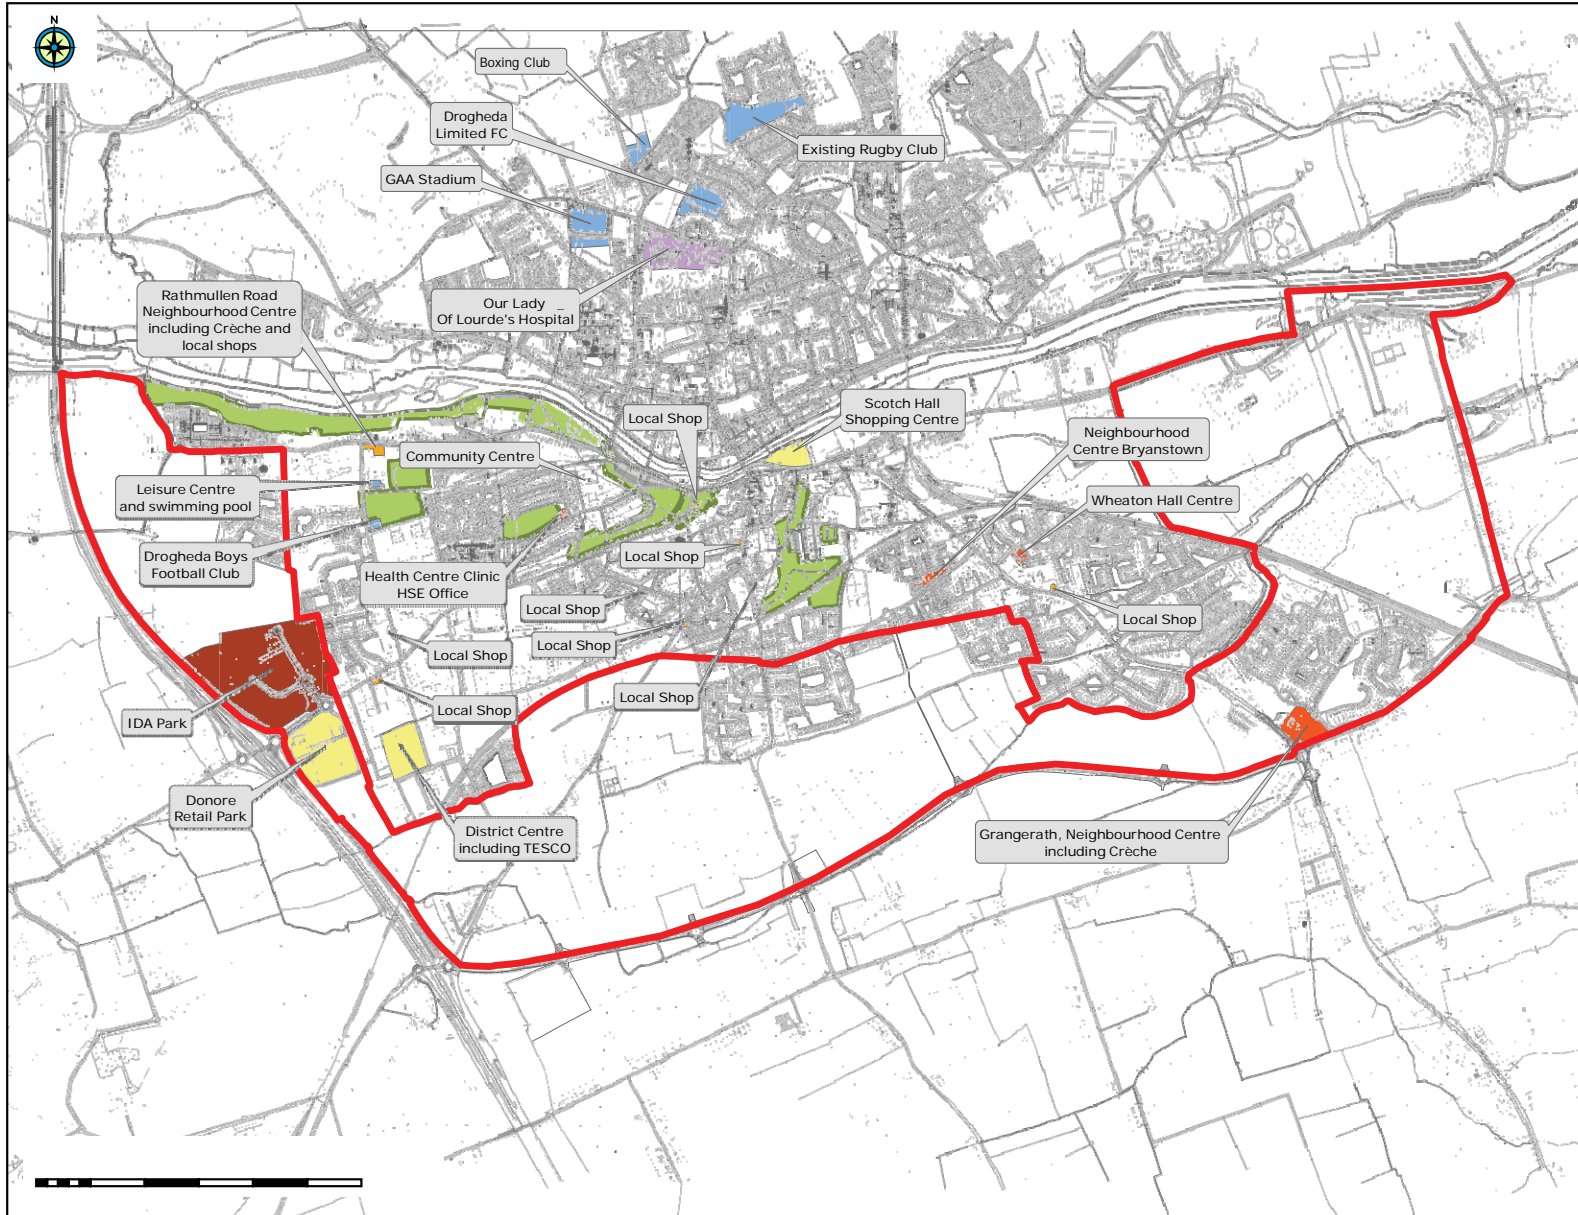 N
Boxing Club
Drogheda
Limited FC
Existing Rugby Club
GAA Stadium
Our Lady _
Of Lourde's Hospital
Rathmullen Road
Neighbourhood Centre
including Crèche and
local shops
Local Shop
Scotch Hall
Shopping Centre
Neighbourhood
Centre Bryanstown
Community Centre
Leisure Centre
and swimming pool
Wheaton Hall Centre
Drogheda Boys
Football Club
Health Centre Clinic
HSE Office
Local Shop
Local Shop
Local Shop
Local Shop
Local Shop
Local Shop
Local Shop
IDA Park
Local Shop
Donore
Retail Park
District Centre
including TESCO
Grangerath, Neighbourhood Centre
including Crèche